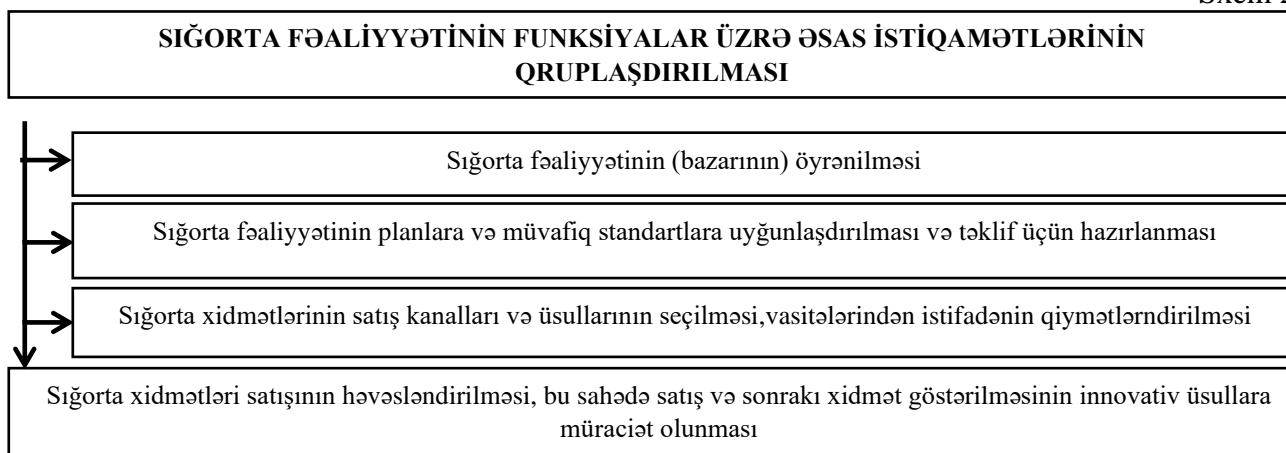 SIĞORTA FƏALİYYƏTİNİN FUNKSİYALAR ÜZRƏ ƏSAS İSTİQAMƏTLƏRİNİN
QRUPLAŞDIRILMASI
Sığorta fəaliyyətinin (bazarının) öyrənilməsi
Sığorta fəaliyyətinin planlara və müvafiq standartlara uyğunlaşdırılması və təklif üçün hazırlanması
Sığorta xidmətlərinin satış kanalları və üsullarının seçilməsi,vasitələrindən istifadənin qiymətlərndirilməsi
Sığorta xidmətləri satışının həvəsləndirilməsi, bu sahədə satış və sonrakı xidmət göstərilməsinin innovativ üsullara
müraciət olunması